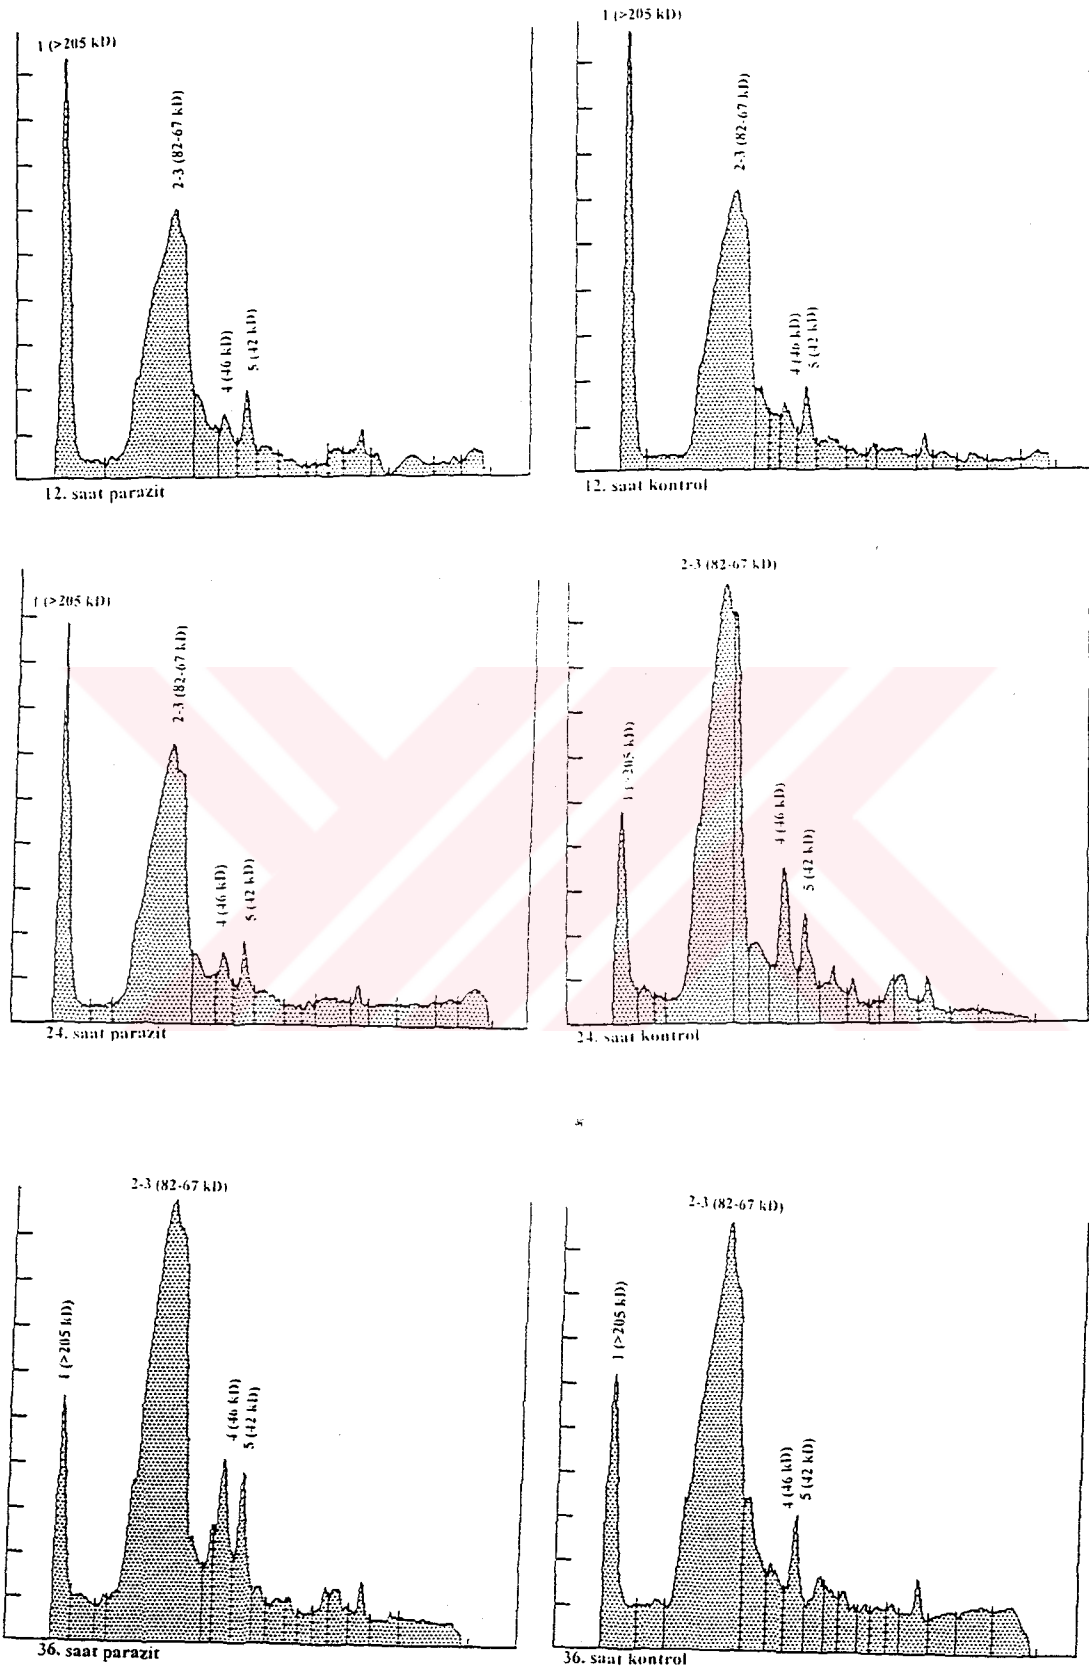 1 (>205 kD)
2-3 (82-67 kD)
4 (46 kD)
5 (42 kD)
12. saat parazit
1 (>205 kD)
2-3 (82-67 kD)
4 (46 kD)
5 (42 kD)
12. saat kontrol
1 (>205 kD)
2-3 (82-67 kD)
4 (46 kD)
5 (42 kD)
24. saat parazit
2-3 (82-67 kD)
1 (>205 kD)
4 (46 kD)
5 (42 kD)
24. saat kontrol
2-3 (82-67 kD)
1 (>205 kD)
4 (46 kD)
5 (42 kD)
36. saat parazit
2-3 (82-67 kD)
1 (>205 kD)
4 (46 kD)
5 (42 kD)
36. saat kontrol